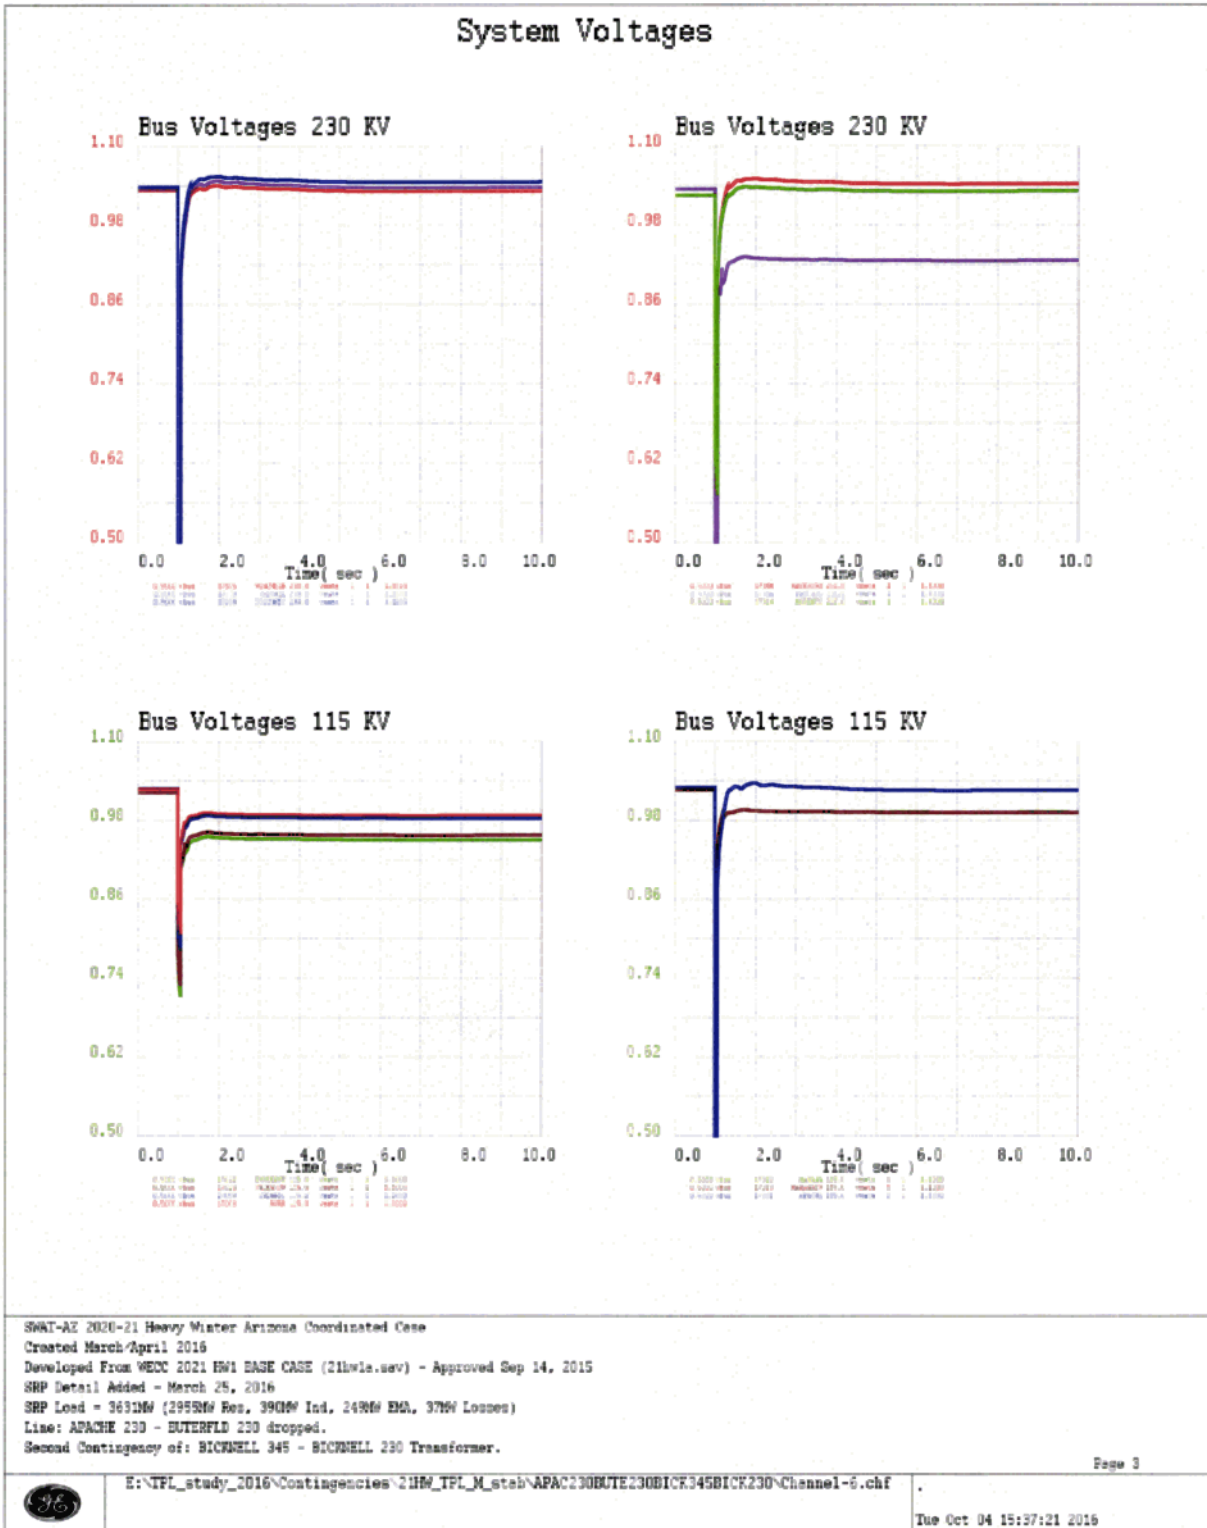 System Voltages
Bus Voltages 230 KV
1.10
0.98
0.86
0.74
0.62
0.50
0.0 2.0 4.0 6.0 8.0 10.0
Time( sec )
Bus Voltages 230 KV
1.10
0.98
0.86
0.74
0.62
0.50
0.0 2.0 4.0 6.0 8.0 10.0
Time( sec )
Bus Voltages 115 KV
1.10
0.98
0.86
0.74
0.62
0.50
0.0 2.0 4.0 6.0 8.0 10.0
Time( sec )
Bus Voltages 115 KV
1.10
0.98
0.86
0.74
0.62
0.50
0.0 2.0 4.0 6.0 8.0 10.0
Time( sec )
SWAT-AZ 2020-21 Heavy Winter Arizona Coordinated Case
Created March/April 2016
Developed From WECC 2021 HW1 BASE CASE (21hw1a.sav) - Approved Sep 14, 2015
SRP Detail Added - March 25, 2016
SRP Load = 3631MW (2955MW Res, 390MW Ind, 249MW EMA, 37MW Losses)
Line: APACHE 230 - BUTERFLD 230 dropped.
Second Contingency of: BICKNELL 345 - BICKNELL 230 Transformer.
Page 3
GE
E:\TPL_study_2016\Contingencies\21HW_TPL_M_stab\APAC230BUTE230BICK345BICK230\Channel-6.chf
Tue Oct 04 15:37:21 2016